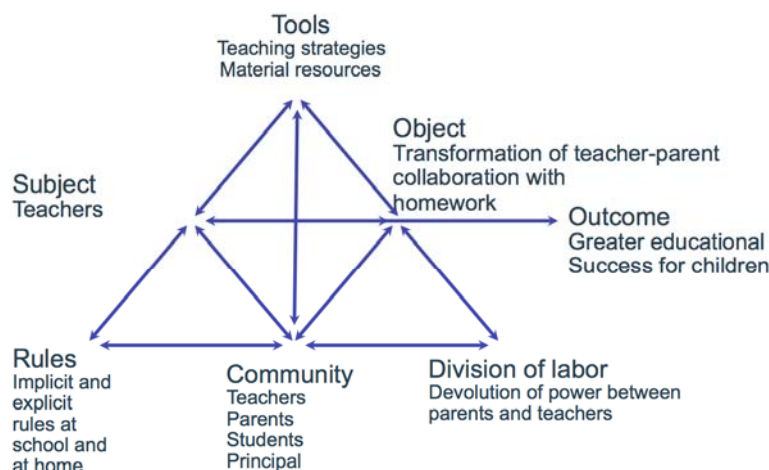 Tools
Teaching strategies
Material resources
Object
Transformation of teacher-parent
collaboration with
homework
Subject
Teachers
Outcome
Greater educational
Success for children
Rules
Implicit and
explicit
rules at
school and
at home
Community
Teachers
Parents
Students
Principal
Division of labor
Devolution of power between
parents and teachers